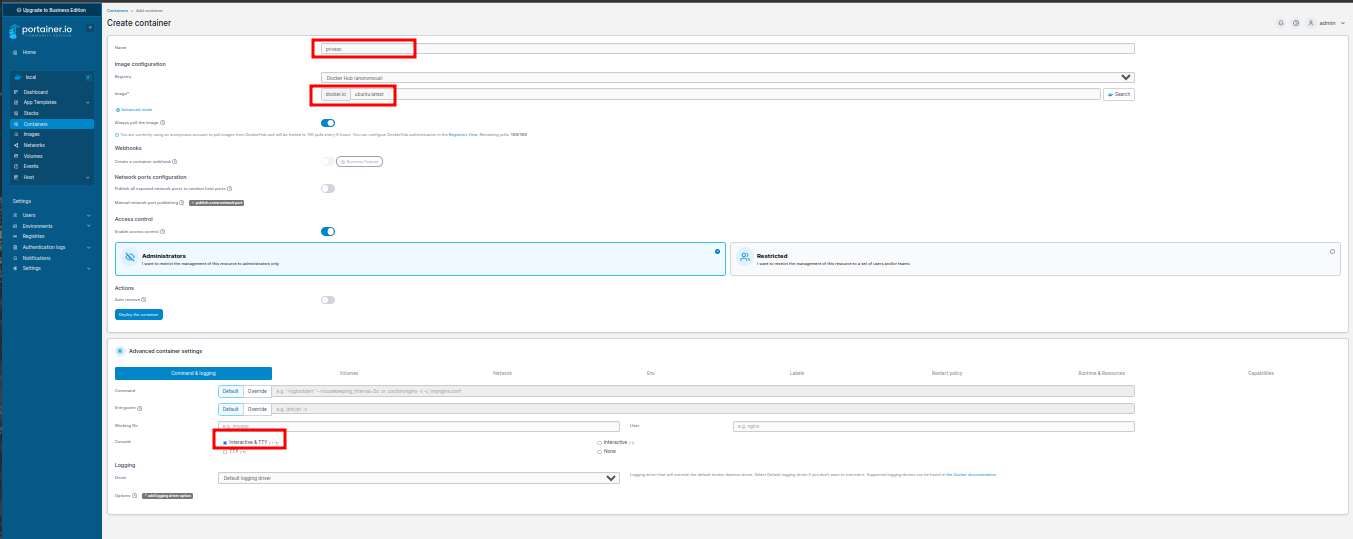 Upgrade to Business Edition
portainer.io
COMMUNITY EDITION
Home
local
Dashboard
App Templates
Stacks
Containers
Images
Networks
Volumes
Events
Host
Settings
Users
Environments
Registries
Authentication logs
Notifications
Settings
Containers > Add container
Create container
admin
Name
privesc
Image configuration
Registry
Docker Hub (anonymous)
Image*
docker.io
ubuntu:latest
Search
Advanced mode
Always pull the image
You are currently using an anonymous account to pull images from DockerHub and will be limited to 100 pulls every 6 hours. You can configure DockerHub authentication in the Registries View. Remaining pulls: 100/100
Webhooks
Create a container webhook
Business Feature
Network ports configuration
Publish all exposed network ports to random host ports
Manual network port publishing
publish a new network port
Access control
Enable access control
Administrators
I want to restrict the management of this resource to administrators only
Restricted
I want to restrict the management of this resource to a set of users and/or teams
Actions
Auto remove
Deploy the container
Advanced container settings
Command & logging
Volumes
Network
Env
Labels
Restart policy
Runtime & Resources
Capabilities
Command
Default
Override
Entrypoint
Default
Override
e.g. /bin/sh -c
Working Dir
e.g. /myapp
User
e.g. nginx
Console
Interactive & TTY
Interactive
TTY
None
Logging
Driver
Default logging driver
Logging driver that will override the default docker daemon driver. Select Default logging driver if you don't want to override it. Supported logging drivers can be found in the Docker documentation.
Options
add logging driver option